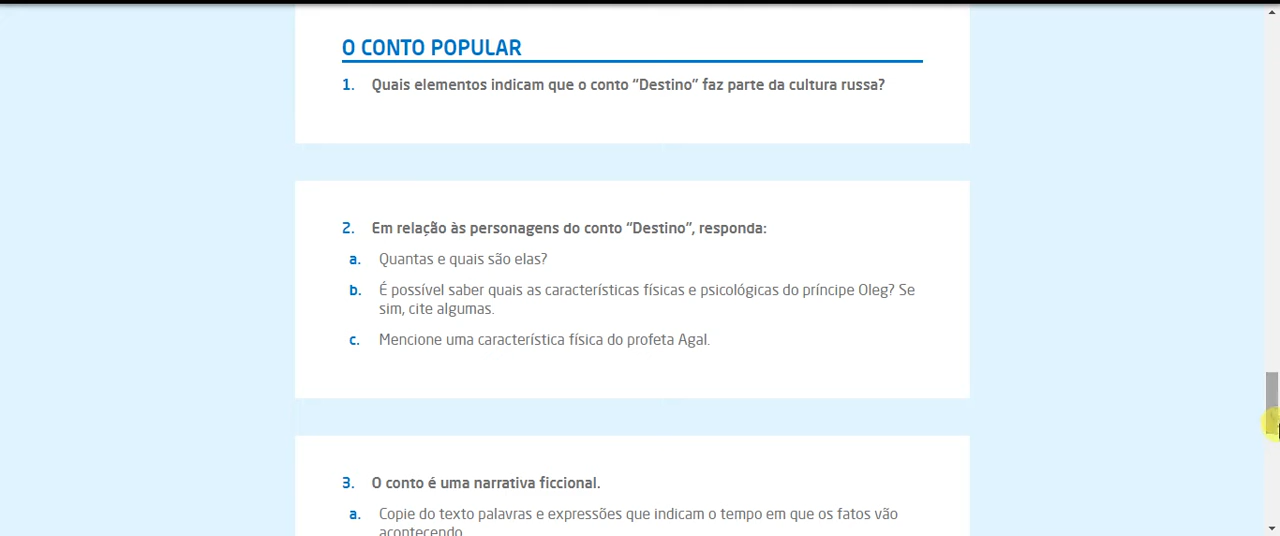 O CONTO POPULAR
1. Quais elementos indicam que o conto "Destino" faz parte da cultura russa?
2. Em relação às personagens do conto "Destino", responda:
a. Quantas e quais são elas?
b. É possível saber quais as características físicas e psicológicas do príncipe Oleg? Se
sim, cite algumas.
c. Mencione uma característica física do profeta Agal.
3. O conto é uma narrativa ficcional.
a. Copie do texto palavras e expressões que indicam o tempo em que os fatos vão
acontecendo.